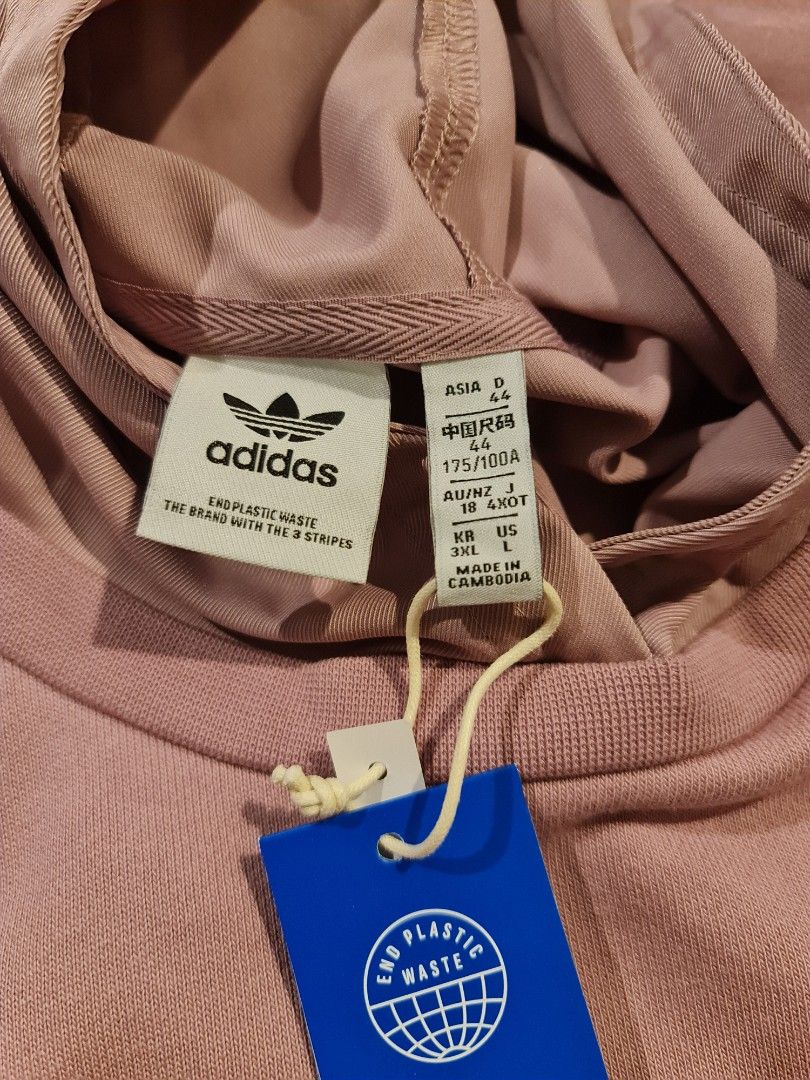 adidas
END PLASTIC WASTE
THE BRAND WITH THE 3 STRIPES
ASIA D
44
中国尺码
44
175/100A
AU/NZ J
18 4XOT
KR US
3XL L
MADE IN
CAMBODIA
END PLASTIC
WASTE